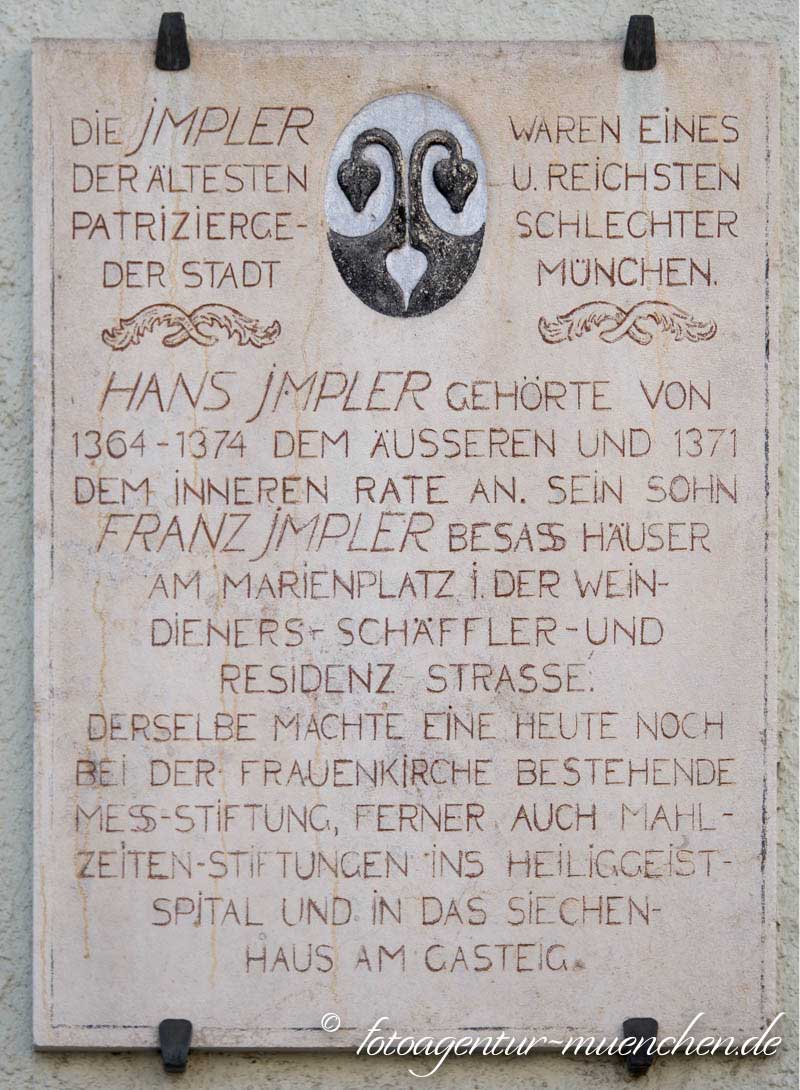 DIE JMPLER WAREN EINES
DER ÄLTESTEN U. REICHSTEN
PATRIZIERGE- SCHLECHTER
DER STADT MÜNCHEN.
HANS JMPLER GEHÖRTE VON
1364-1374 DEM ÄUSSEREN UND 1371
DEM INNEREN RATE AN. SEIN SOHN
FRANZ JMPLER BESASS HÄUSER
AM MARIENPLATZ I. DER WEIN-
DIENERS- SCHÄFFLER-UND
RESIDENZ STRASSE.
DERSELBE MACHTE EINE HEUTE NOCH
BEI DER FRAUENKIRCHE BESTEHENDE
MESS-STIFTUNG, FERNER AUCH MAHL-
ZEITEN-STIFTUNGEN INS HEILIGGEIST-
SPITAL UND IN DAS SIECHEN-
HAUS AM GASTEIG.
© fotoagentur-muenchen.de